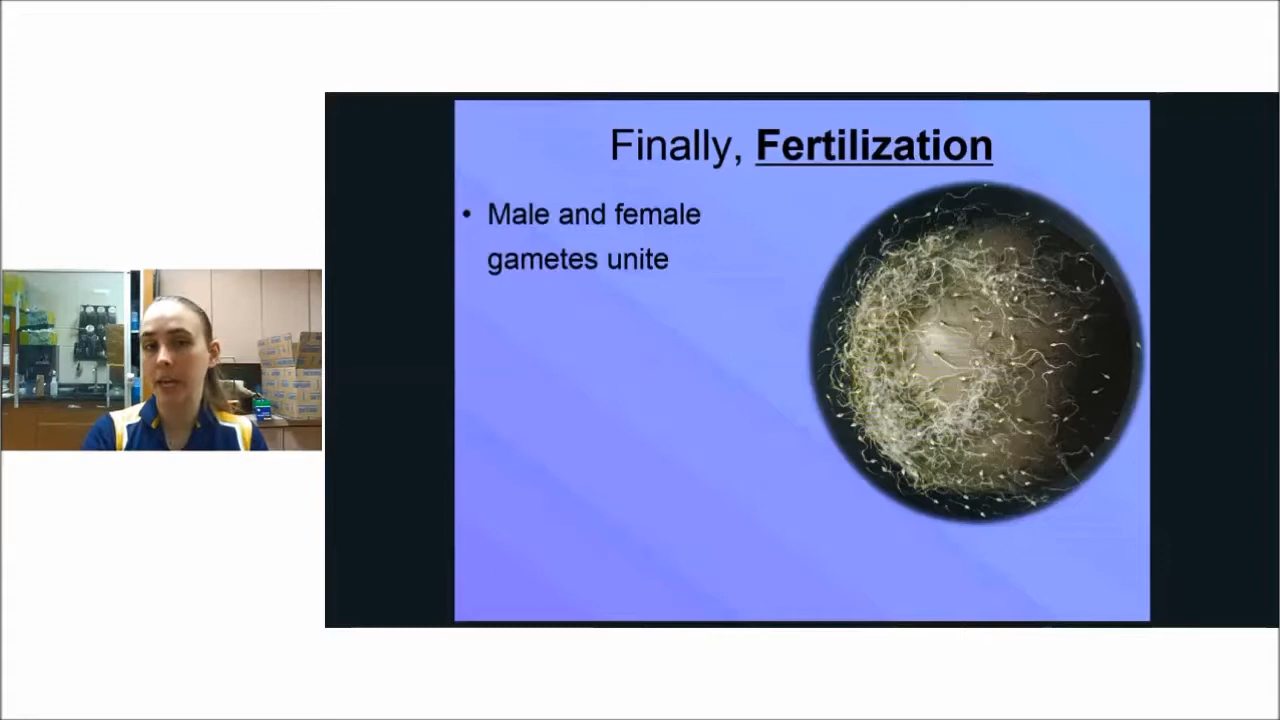 Finally, Fertilization
• Male and female
gametes unite